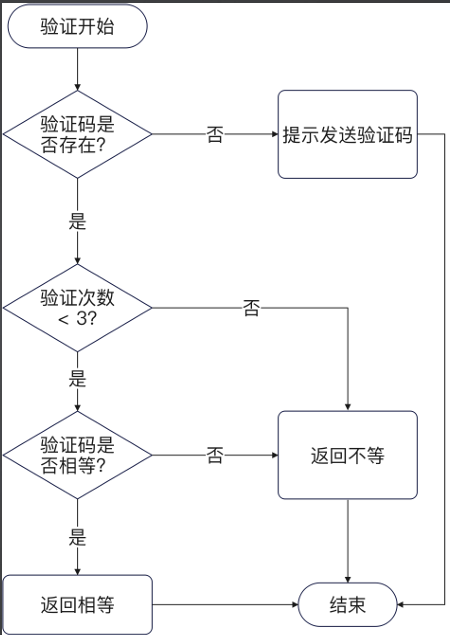 验证开始
验证码是
否存在?
否
提示发送验证码
是
验证次数
< 3?
否
是
验证码是
否相等?
否
返回不等
是
返回相等
结束